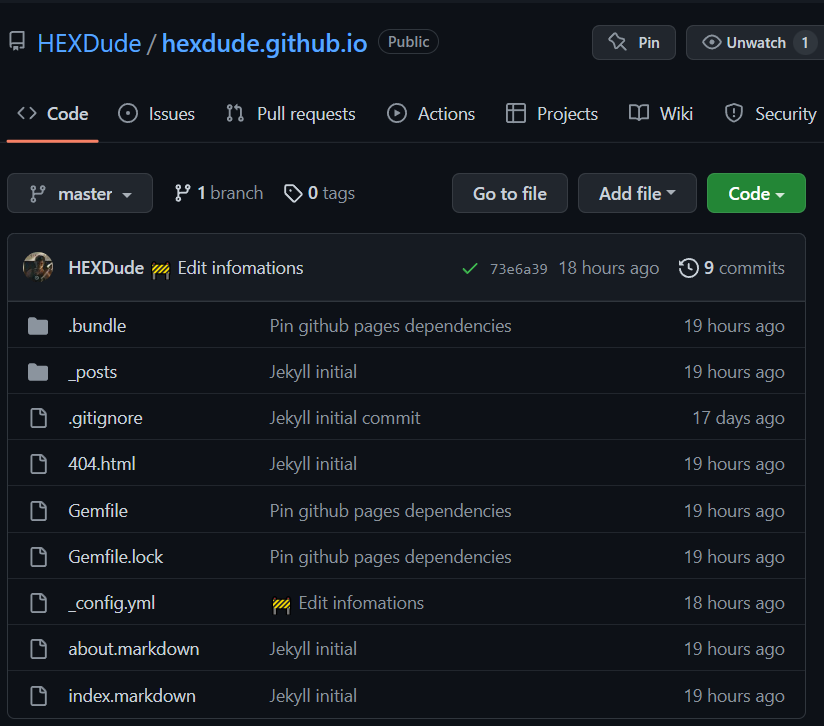 HEXDude / hexdude.github.io Public Pin Unwatch 1
Code Issues Pull requests Actions Projects Wiki Security
master 1 branch 0 tags Go to file Add file Code
HEXDude 🚧 Edit infomations 73e6a39 18 hours ago 9 commits
.bundle Pin github pages dependencies 19 hours ago
_posts Jekyll initial 19 hours ago
.gitignore Jekyll initial commit 17 days ago
404.html Jekyll initial 19 hours ago
Gemfile Pin github pages dependencies 19 hours ago
Gemfile.lock Pin github pages dependencies 19 hours ago
_config.yml 🚧 Edit infomations 18 hours ago
about.markdown Jekyll initial 19 hours ago
index.markdown Jekyll initial 19 hours ago